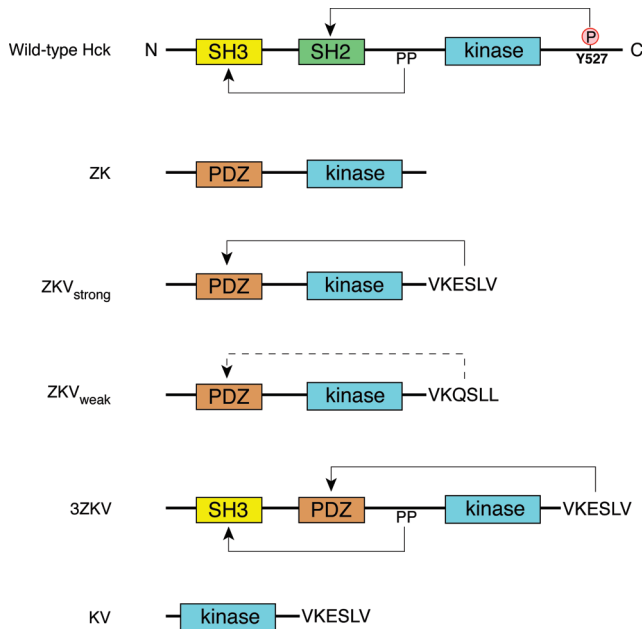 Wild-type Hck N SH3 SH2 PP kinase P Y527 C
ZK PDZ kinase
ZKVstrong PDZ kinase VKESLV
ZKVweak PDZ kinase VKQSLL
3ZKV SH3 PDZ PP kinase VKESLV
KV kinase VKESLV